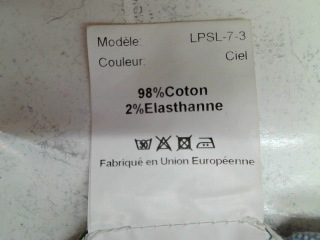 Modèle: LPSL-7-3
Couleur: Ciel
98%Coton
2%Elasthanne
Fabriqué en Union Européenne